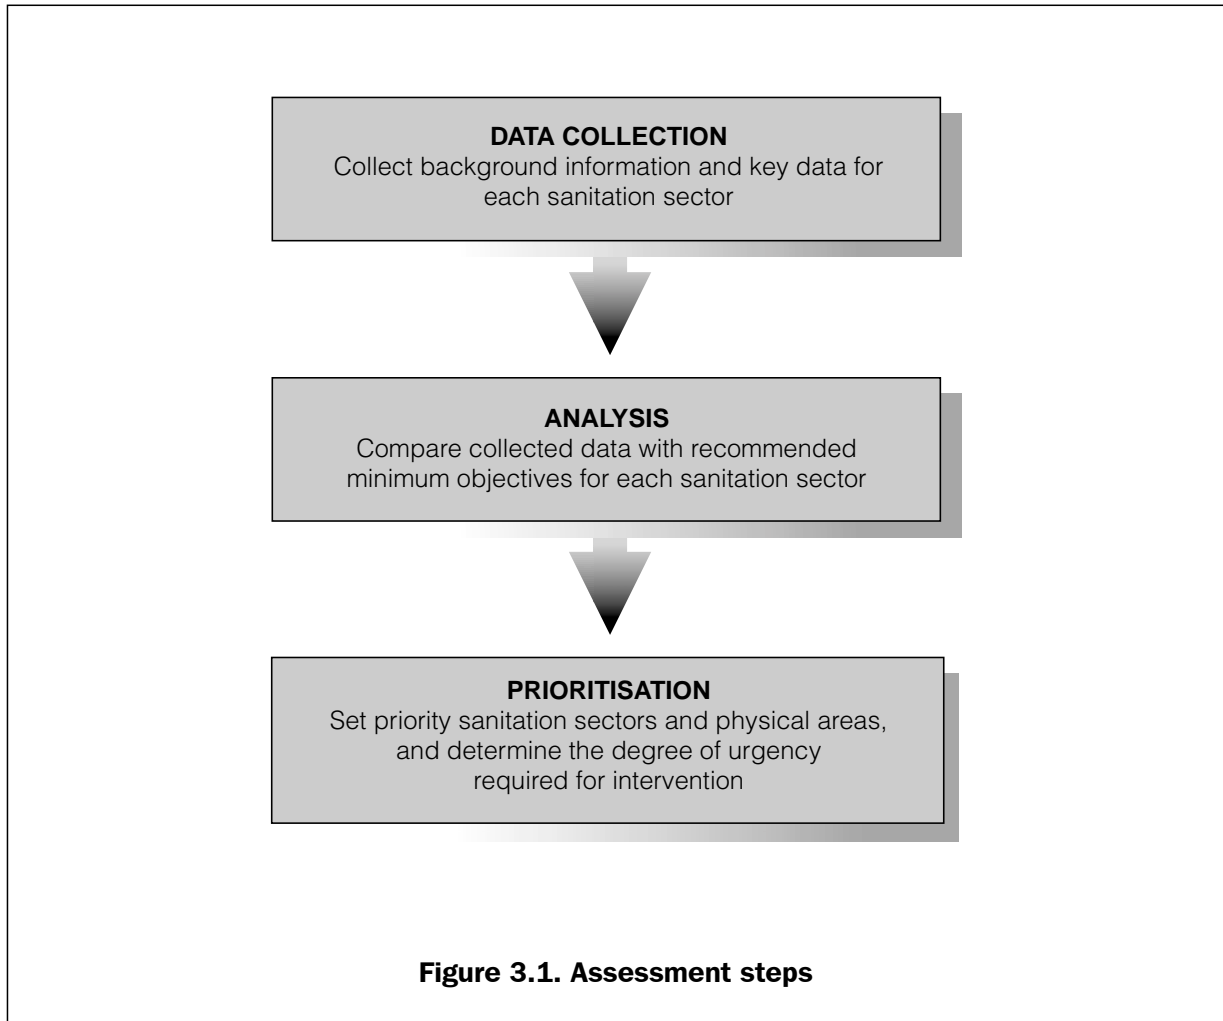 DATA COLLECTION
Collect background information and key data for
each sanitation sector
ANALYSIS
Compare collected data with recommended
minimum objectives for each sanitation sector
PRIORITISATION
Set priority sanitation sectors and physical areas,
and determine the degree of urgency
required for intervention
Figure 3.1. Assessment steps